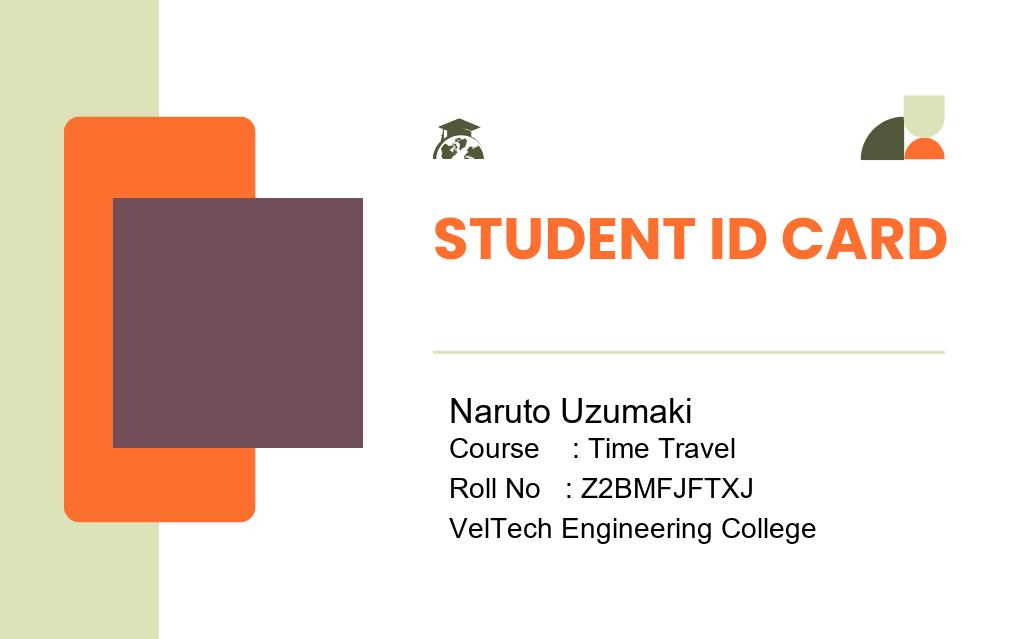 STUDENT ID CARD
Naruto Uzumaki
Course : Time Travel
Roll No : Z2BMFJFTXJ
VelTech Engineering College